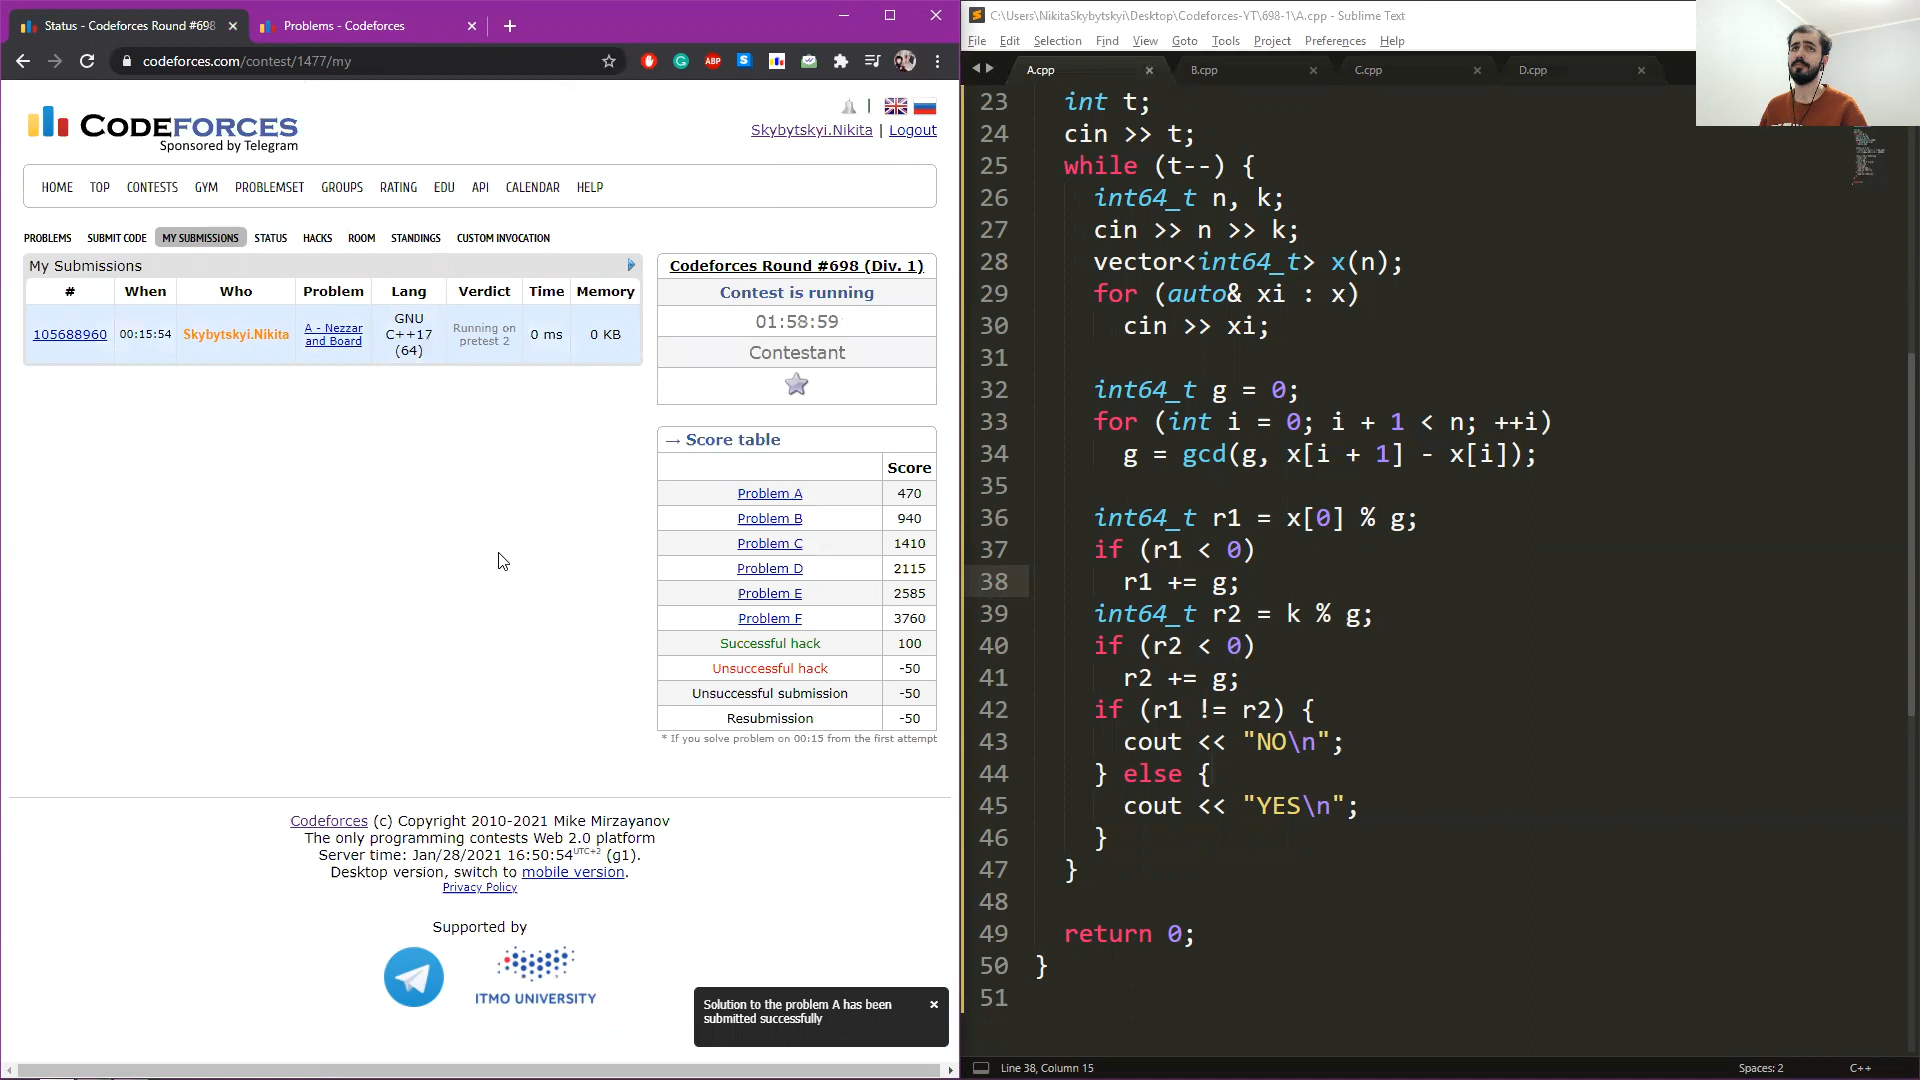 Status - Codeforces Round #698
Problems - Codeforces
codeforces.com/contest/1477/my
ABP
CODEFORCES
Sponsored by Telegram
Skybytskyi.Nikita | Logout
HOME TOP CONTESTS GYM PROBLEMSET GROUPS RATING EDU API CALENDAR HELP
PROBLEMS SUBMIT CODE MY SUBMISSIONS STATUS HACKS ROOM STANDINGS CUSTOM INVOCATION
My Submissions
# When Who Problem Lang Verdict Time Memory
105688960 00:15:54 Skybytskyi.Nikita A - Nezzar and Board GNU C++17 (64) Running on pretest 2 0 ms 0 KB
Codeforces Round #698 (Div. 1)
Contest is running
01:58:59
Contestant
→ Score table
Score
Problem A 470
Problem B 940
Problem C 1410
Problem D 2115
Problem E 2585
Problem F 3760
Successful hack 100
Unsuccessful hack -50
Unsuccessful submission -50
Resubmission -50
* If you solve problem on 00:15 from the first attempt
Codeforces (c) Copyright 2010-2021 Mike Mirzayanov
The only programming contests Web 2.0 platform
Server time: Jan/28/2021 16:50:54 UTC+2 (g1).
Desktop version, switch to mobile version.
Privacy Policy
Supported by
ITMO UNIVERSITY
Solution to the problem A has been
submitted successfully
C:\Users\NikitaSkybytskyi\Desktop\Codeforces-YT\698-1\A.cpp - Sublime Text
File Edit Selection Find View Goto Tools Project Preferences Help
A.cpp B.cpp C.cpp D.cpp
23 int t;
24 cin >> t;
25 while (t--) {
26 int64_t n, k;
27 cin >> n >> k;
28 vector<int64_t> x(n);
29 for (auto& xi : x)
30 cin >> xi;
31
32 int64_t g = 0;
33 for (int i = 0; i + 1 < n; ++i)
34 g = gcd(g, x[i + 1] - x[i]);
35
36 int64_t r1 = x[0] % g;
37 if (r1 < 0)
38 r1 += g;
39 int64_t r2 = k % g;
40 if (r2 < 0)
41 r2 += g;
42 if (r1 != r2) {
43 cout << "NO\n";
44 } else {
45 cout << "YES\n";
46 }
47 }
48
49 return 0;
50 }
51
Line 38, Column 15
Spaces: 2
C++